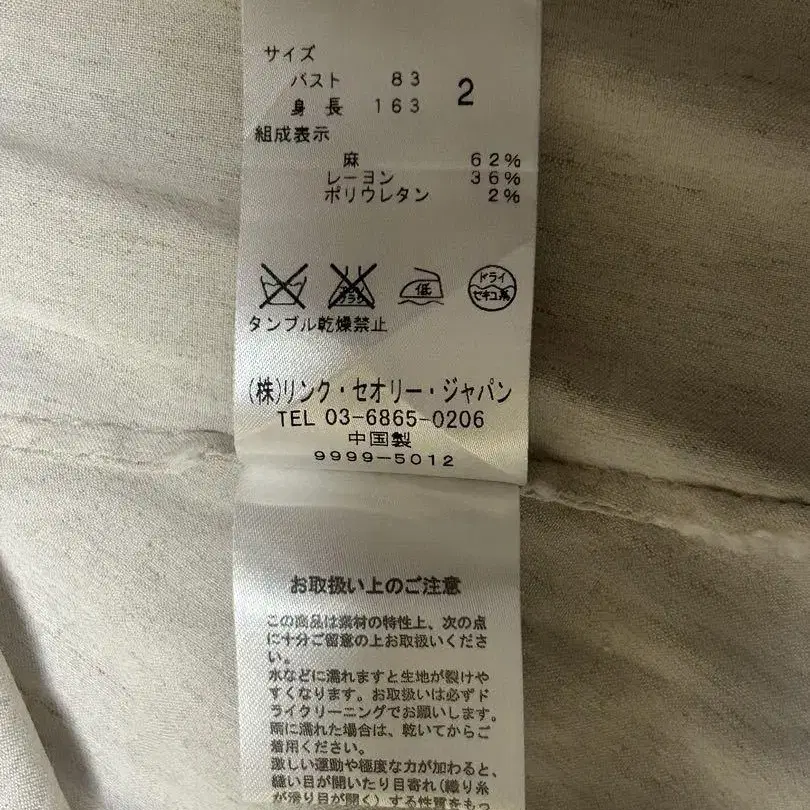 サイズ
バスト 83
身長 163 2
組成表示
麻 62%
レーヨン 36%
ポリウレタン 2%
低
ドライ
セキユ系
タンブル乾燥禁止
(株)リンク・セオリー・ジャパン
TEL 03-6865-0206
中国製
9999-5012
お取扱い上のご注意
この商品は素材の特性上、次の点
に十分ご留意の上お取扱いくださ
い。
水などに濡れますと生地が裂けや
すくなります。お取扱いは必ずド
ライクリーニングでお願いします。
雨に濡れた場合は、乾いてからご
着用ください。
激しい運動や極度な力が加わると、
縫い目が開いたり目寄れ(織り糸
が滑り目が開く)する性質をもっ